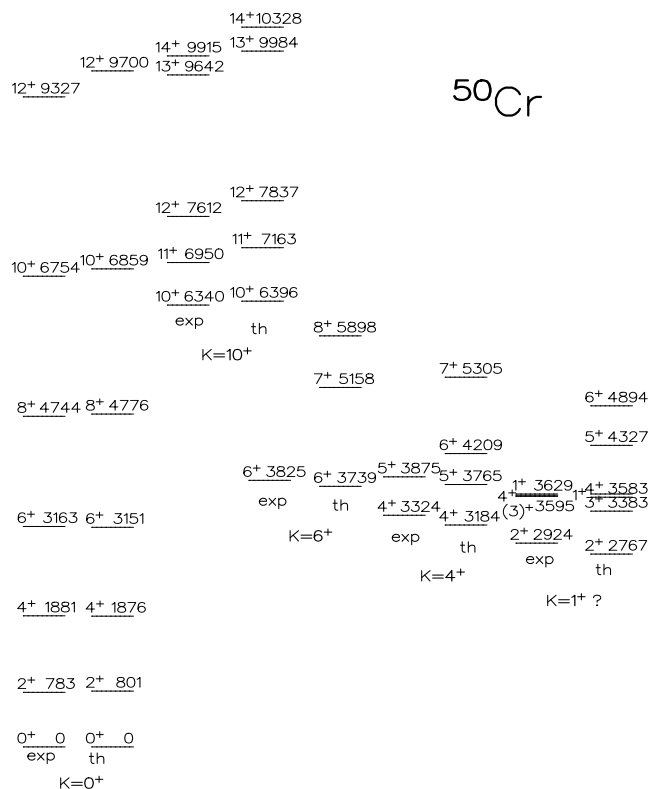 14+ 10328
14+ 9915
13+ 9984
12+ 9700
13+ 9642
12+ 9327
50Cr
12+ 7837
12+ 7612
11+ 7163
11+ 6950
10+ 6859
10+ 6754
10+ 6396
10+ 6340
exp
th
K=10+
8+ 5898
7+ 5305
7+ 5158
6+ 4894
8+ 4776
8+ 4744
5+ 4327
6+ 4209
5+ 3875
6+ 3825
5+ 3765
6+ 3739
1+ 3629
4+
(3)+ 3595
1+
4+ 3583
3+ 3383
4+ 3324
4+ 3184
exp
th
K=6+
exp
th
K=4+
2+ 2924
2+ 2767
exp
th
K=1+ ?
6+ 3163
6+ 3151
4+ 1881
4+ 1876
2+ 783
2+ 801
0+ 0
0+ 0
exp
th
K=0+